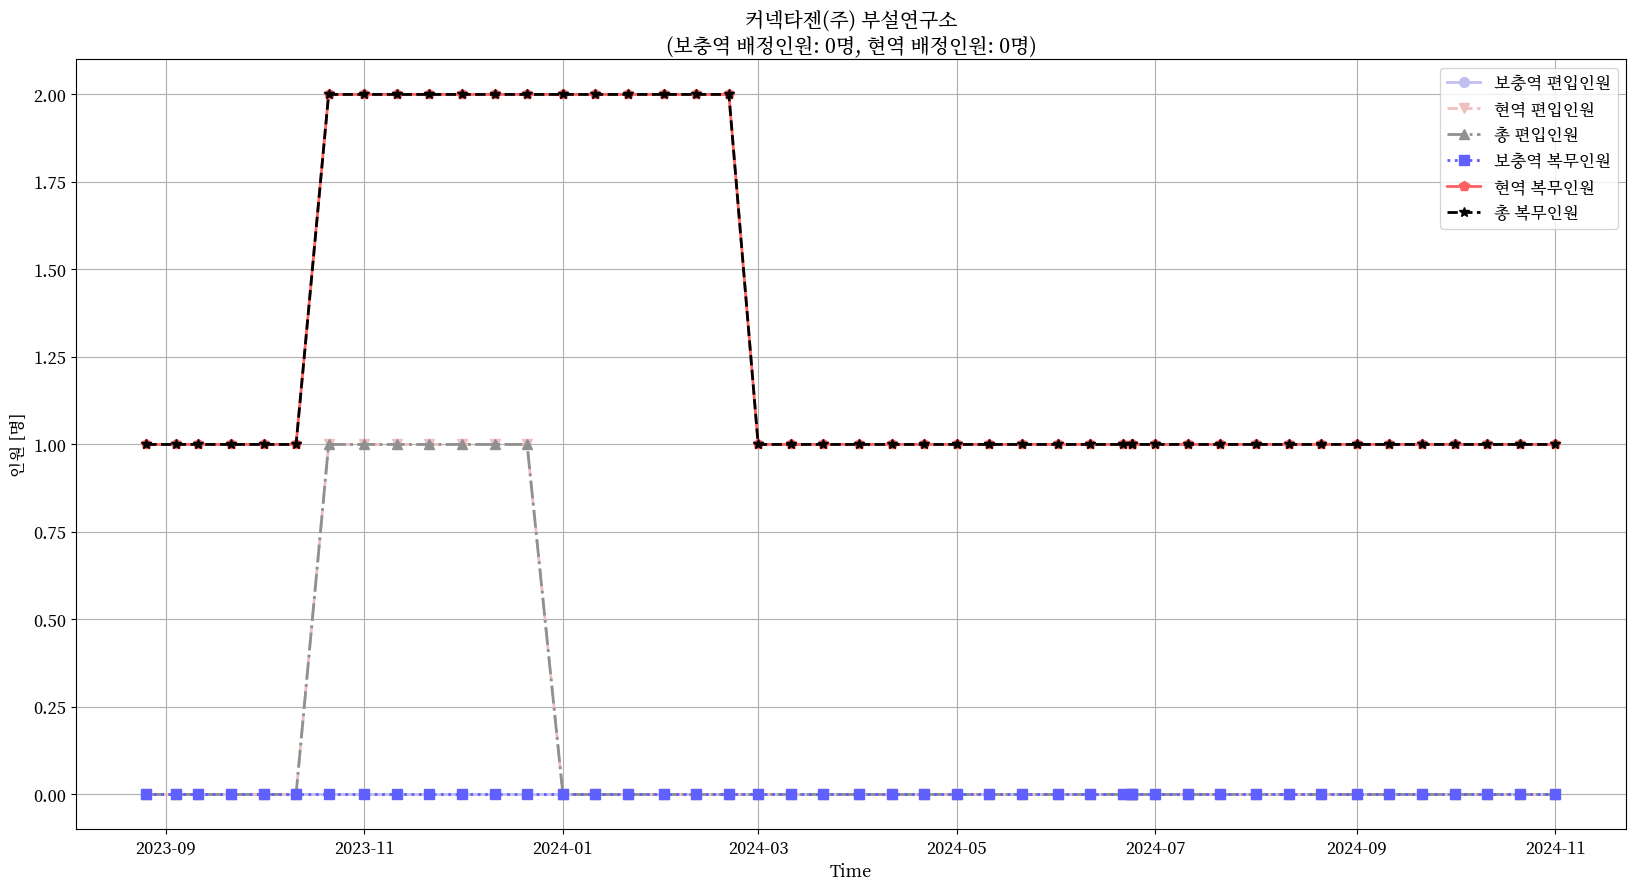 커넥타젠(주) 부설연구소
(보충역 배정인원: 0명, 현역 배정인원: 0명)
보충역 편입인원
현역 편입인원
총 편입인원
보충역 복무인원
현역 복무인원
총 복무인원
2.00
1.75
1.50
1.25
1.00
0.75
0.50
0.25
0.00
인원 [명]
2023-09
2023-11
2024-01
2024-03
2024-05
2024-07
2024-09
2024-11
Time